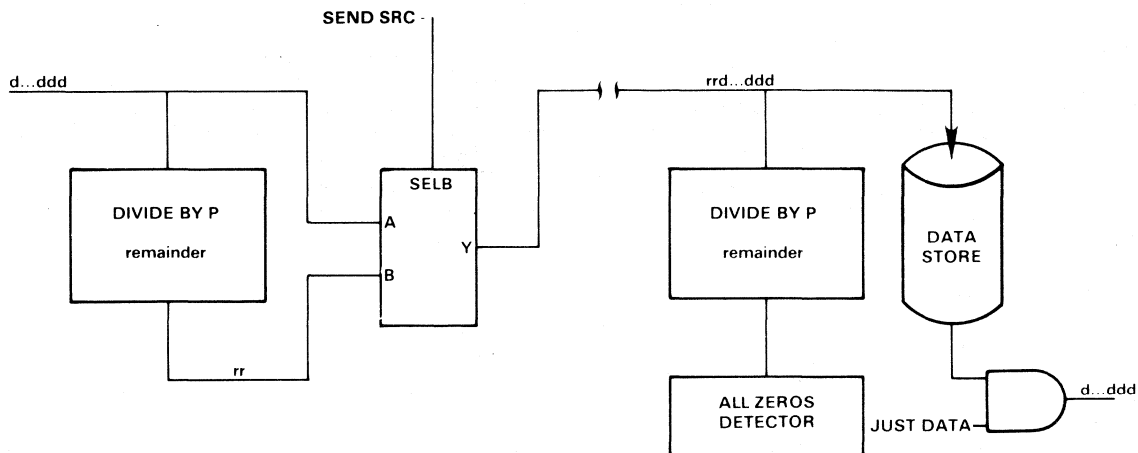 SEND SRC
d...ddd
rrd...ddd
SELB
DIVIDE BY P
remainder
A
B
Y
rr
DIVIDE BY P
remainder
DATA
STORE
ALL ZEROS
DETECTOR
JUST DATA
d...ddd